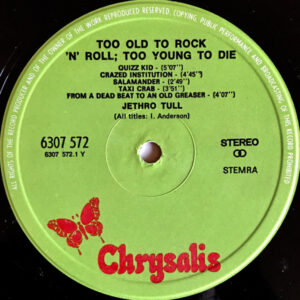 ALL RIGHTS OF THE RECORD PRODUCER AND OF THE OWNER OF THE WORK REPRODUCED RESERVED. COPYING, PUBLIC PERFORMANCE AND BROADCASTING OF THIS RECORD PROHIBITED
TOO OLD TO ROCK
'N' ROLL; TOO YOUNG TO DIE
QUIZZ KID - (5'07")
CRAZED INSTITUTION - (4'45")
SALAMANDER - (2'49")
TAXI CRAB - (3'51")
FROM A DEAD BEAT TO AN OLD GREASER - (4'07")
JETHRO TULL
(All titles: I. Anderson)
6307 572
6307 572.1 Y
STEREO
STEMRA
Chrysalis